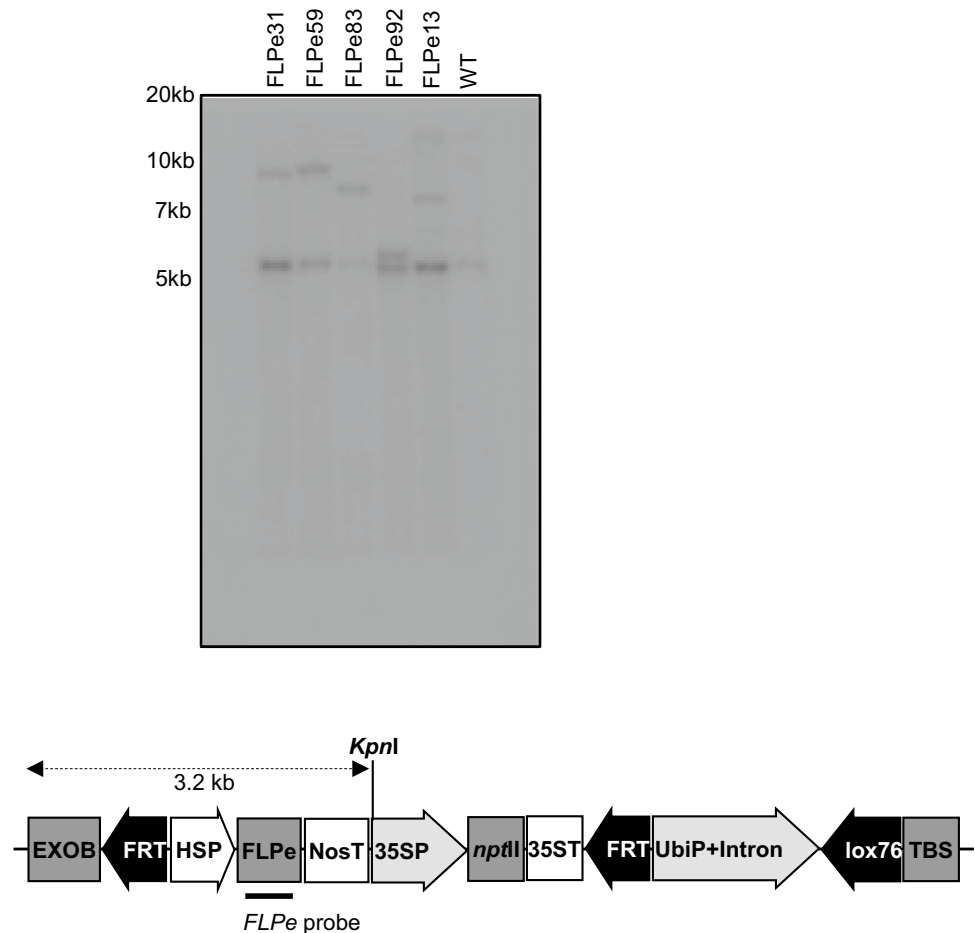 FLPe31
FLPe59
FLPe83
FLPe92
FLPe13
WT
20kb
10kb
7kb
5kb
KpnI
3.2 kb
EXOB FRT HSP FLPe NosT 35SP nptII 35ST FRT UbiP+Intron lox76 TBS
FLPe probe